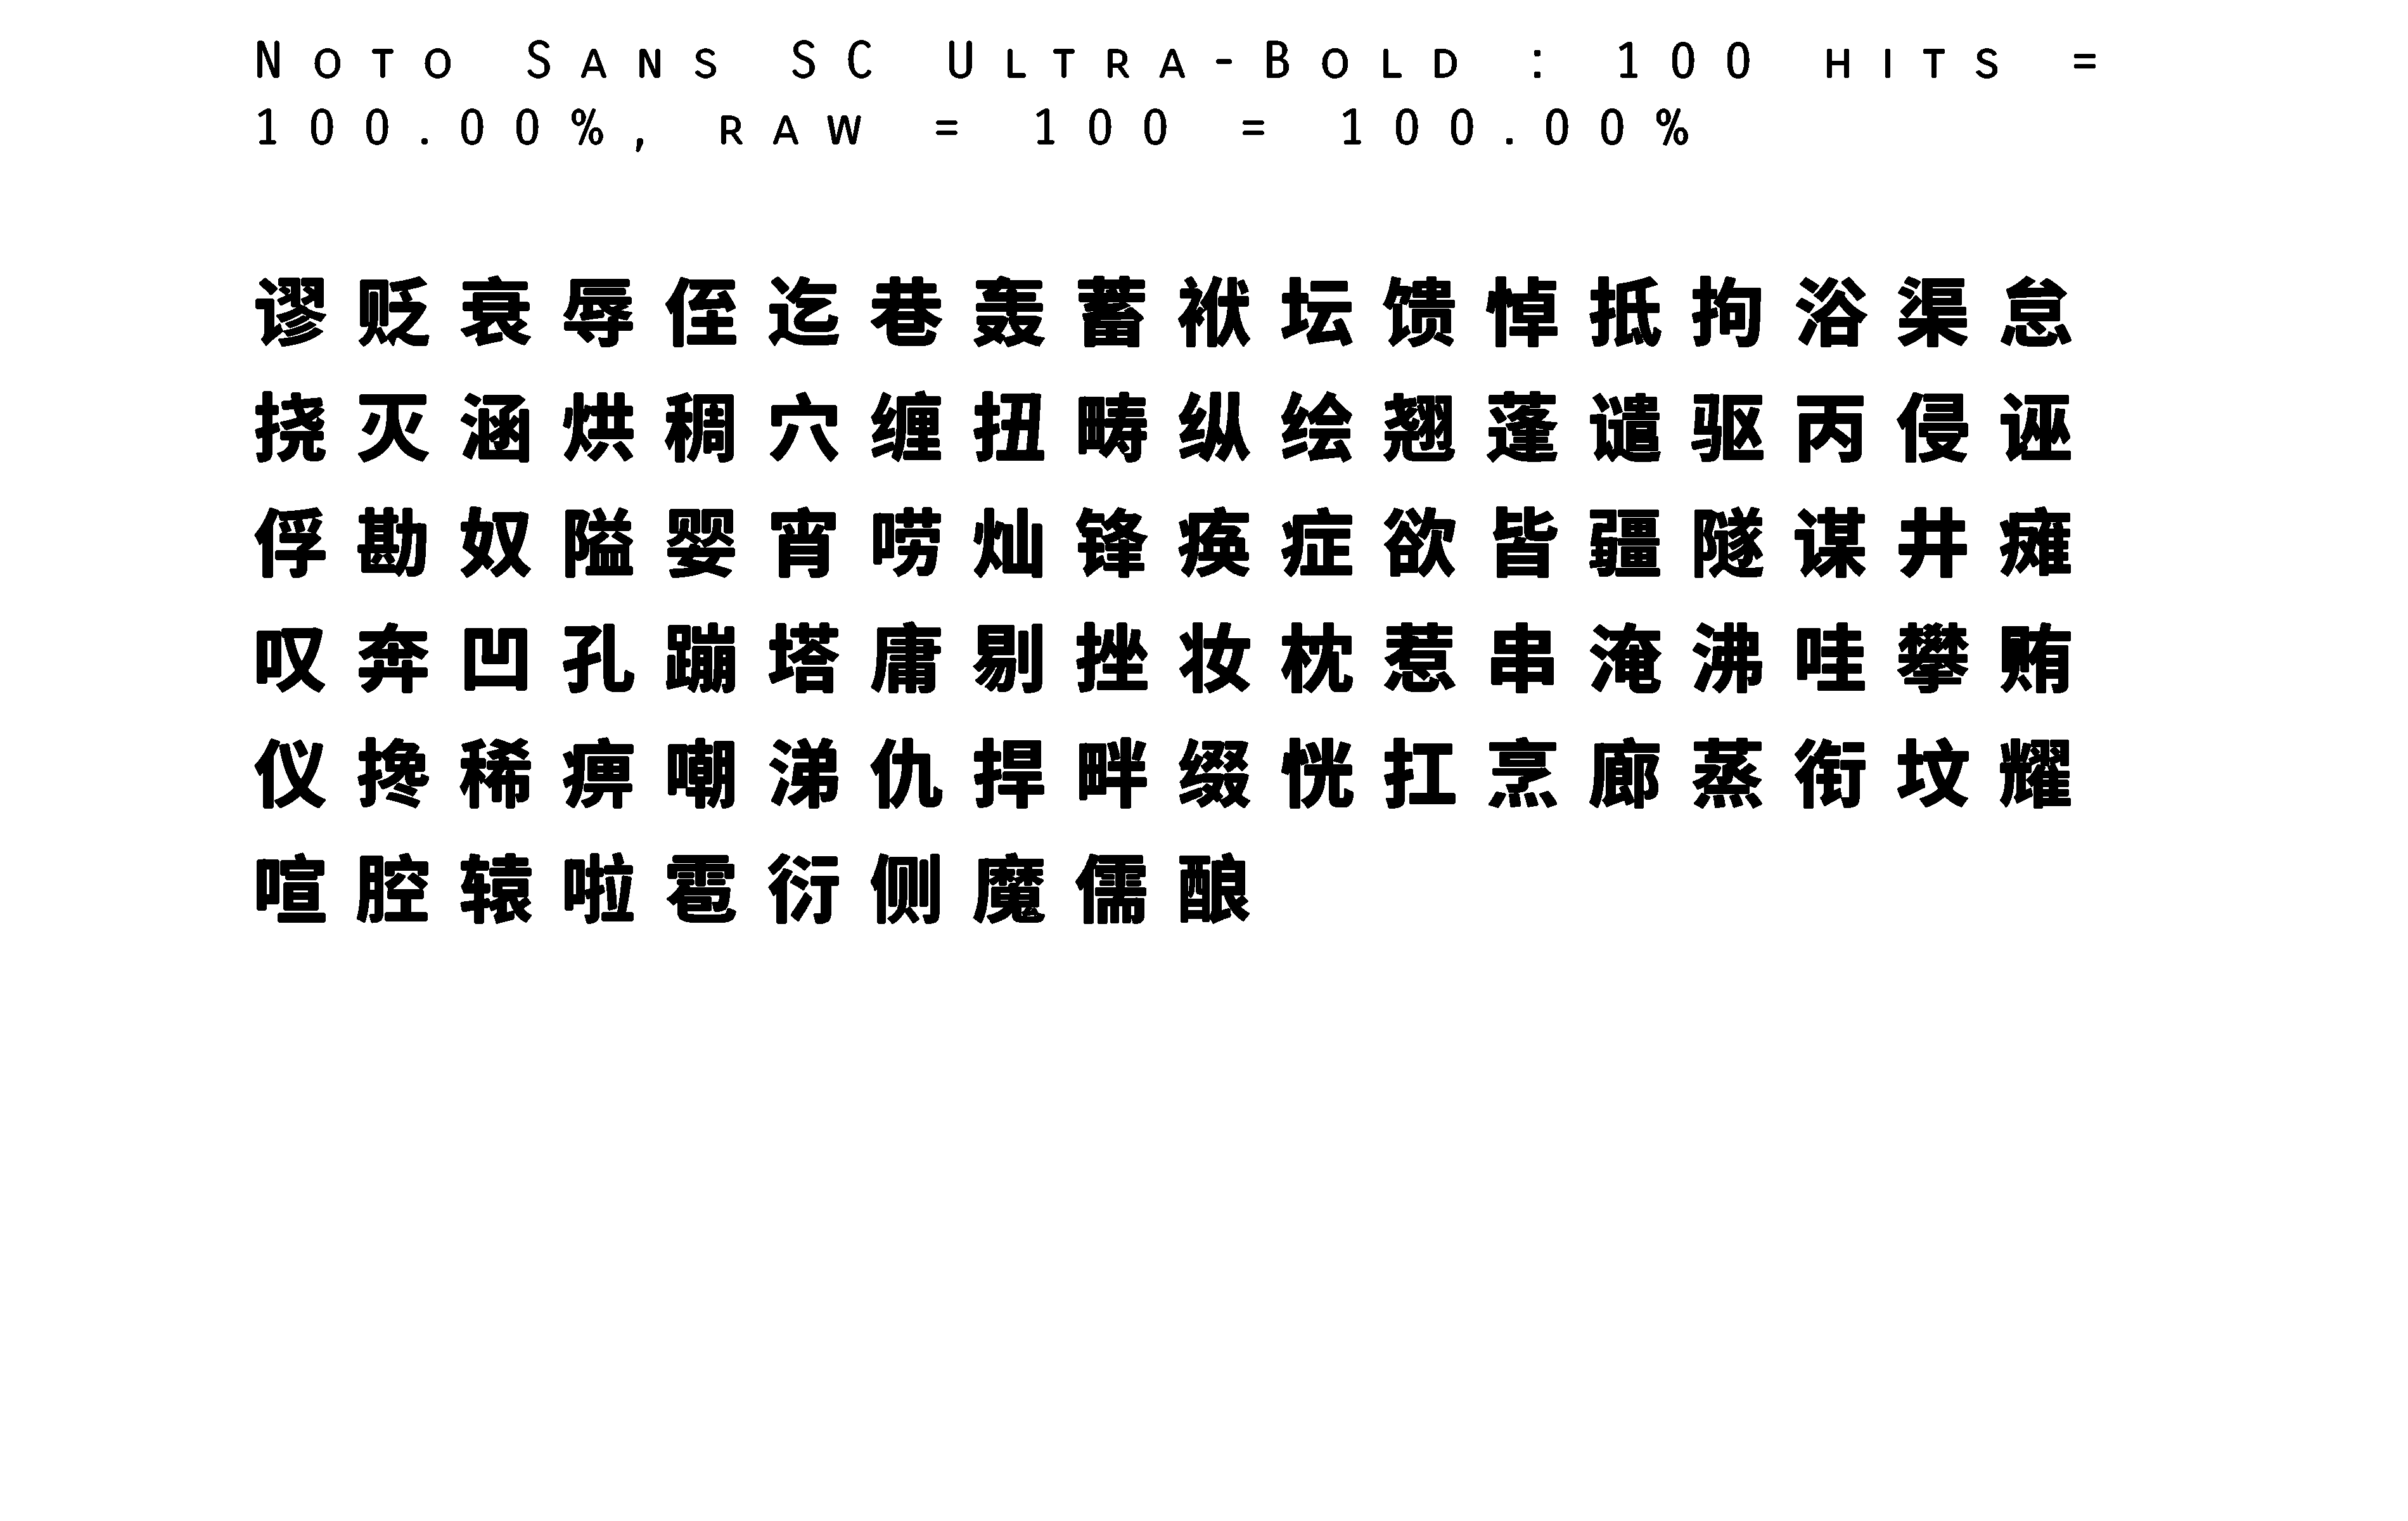 Noto Sans SC Ultra-Bold : 100 hits =
100.00%, raw = 100 = 100.00%
谬贬衰辱侄迄巷轰蓄袱坛馈悼抵拘浴渠怠
挠灭涵烘稠穴缠扭畴纵绘翘蓬谴驱丙侵诬
俘勘奴隘婴宵唠灿锋痪症欲皆疆隧谋井瘫
叹奔凹孔蹦塔庸剔挫妆枕惹串淹沸哇攀贿
仪搀稀痹嘲涕仇捍畔缀恍扛烹廊蒸衔坟耀
喧腔辕啦雹衍侧魔儒酿